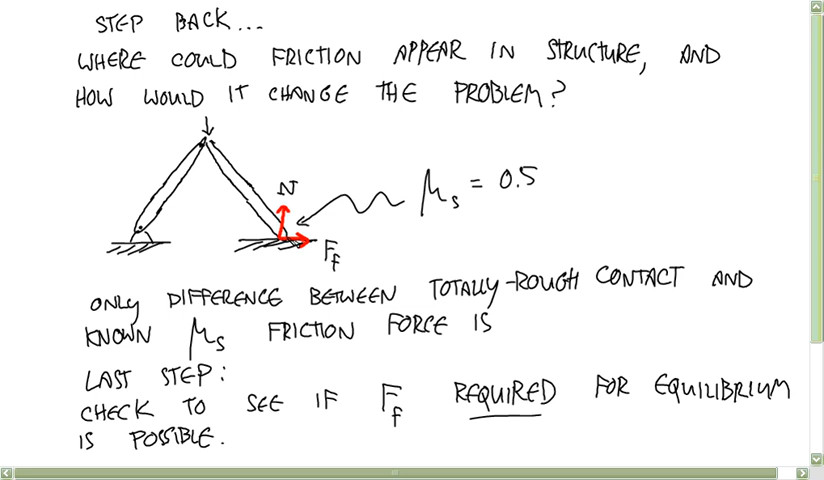 STEP BACK...
WHERE COULD FRICTION APPEAR IN STRUCTURE, AND
HOW WOULD IT CHANGE THE PROBLEM?
N
μs = 0.5
Ff
ONLY DIFFERENCE BETWEEN TOTALLY-ROUGH CONTACT AND
KNOWN μs FRICTION FORCE IS
LAST STEP:
CHECK TO SEE IF Ff REQUIRED FOR EQUILIBRIUM
IS POSSIBLE.